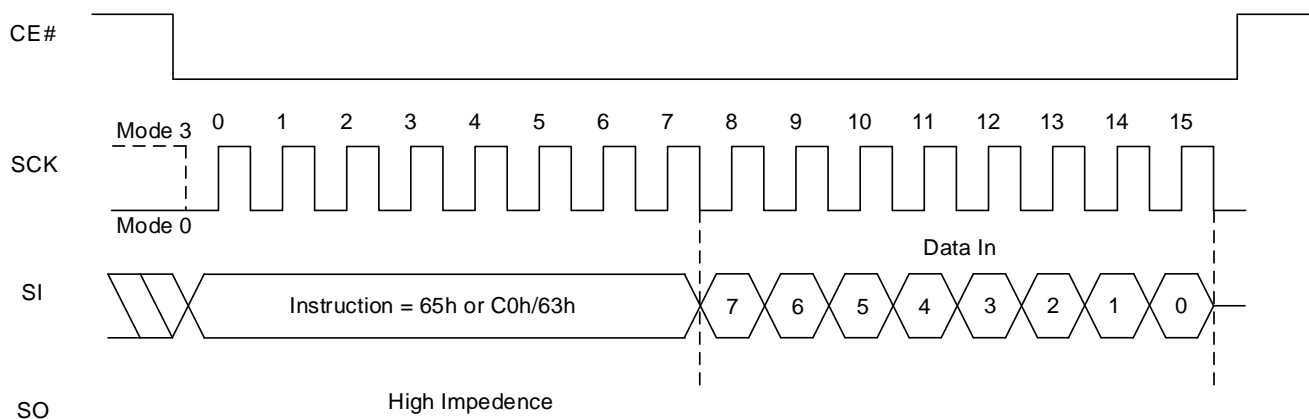 CE#
Mode 3 0 1 2 3 4 5 6 7 8 9 10 11 12 13 14 15
SCK
Mode 0
Data In
SI Instruction = 65h or C0h/63h 7 6 5 4 3 2 1 0
SO High Impedence